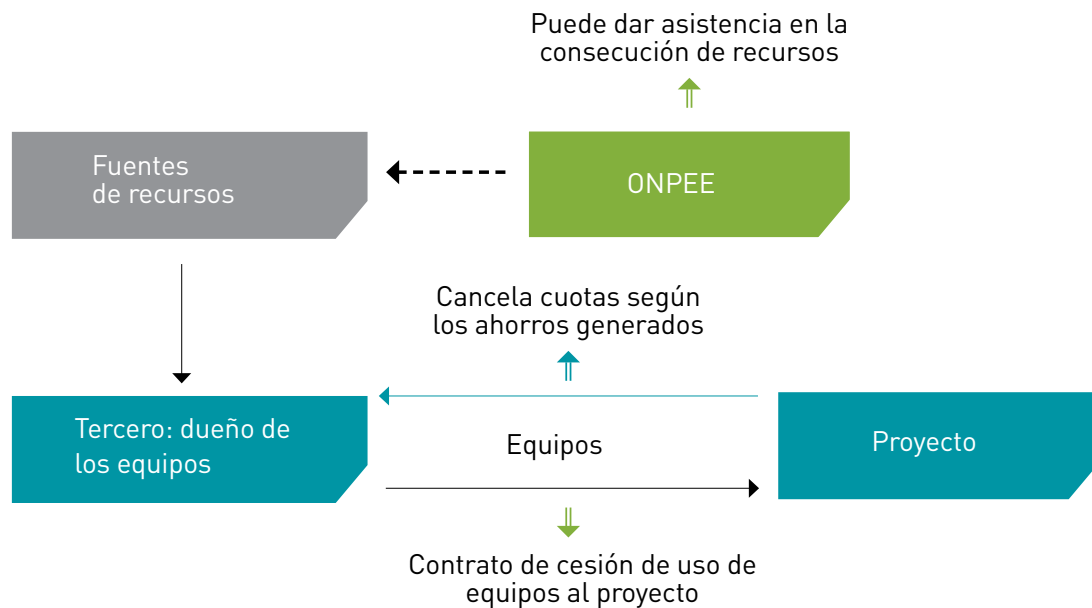 Puede dar asistencia en la
consecución de recursos
Fuentes
de recursos
ONPEE
Cancela cuotas según
los ahorros generados
Tercero: dueño de
los equipos
Equipos
Proyecto
Contrato de cesión de uso de
equipos al proyecto